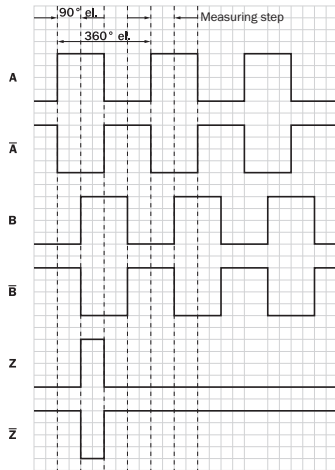 90° el.
Measuring step
360° el.
A
A̅
B
B̅
Z
Z̅